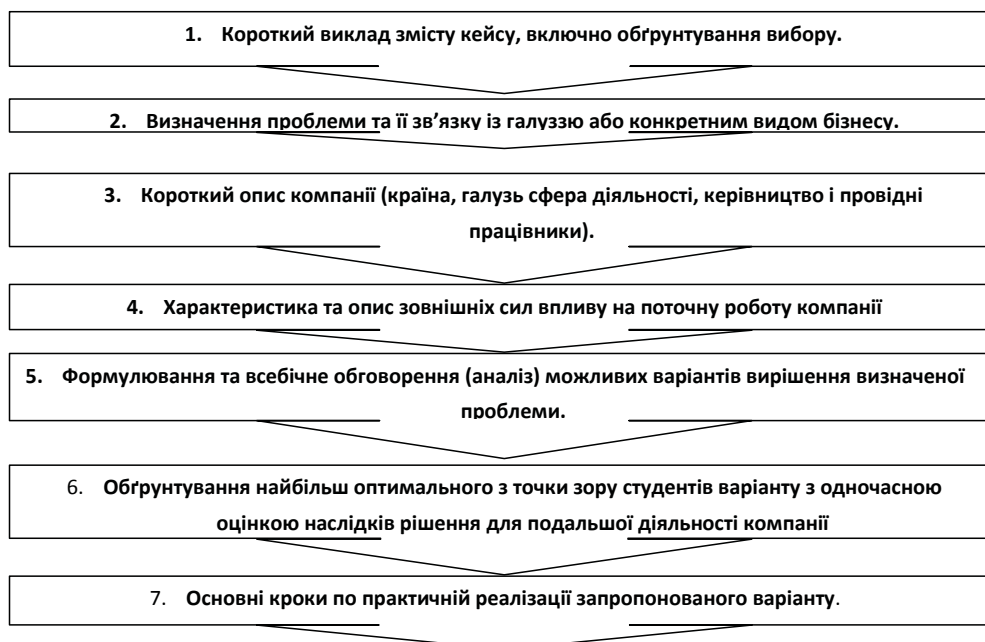 1. Короткий виклад змісту кейсу, включно обґрунтування вибору.
2. Визначення проблеми та її зв’язку із галуззю або конкретним видом бізнесу.
3. Короткий опис компанії (країна, галузь сфера діяльності, керівництво і провідні
працівники).
4. Характеристика та опис зовнішніх сил впливу на поточну роботу компанії
5. Формулювання та всебічне обговорення (аналіз) можливих варіантів вирішення визначеної
проблеми.
6. Обґрунтування найбільш оптимального з точки зору студентів варіанту з одночасною
оцінкою наслідків рішення для подальшої діяльності компанії
7. Основні кроки по практичній реалізації запропонованого варіанту.